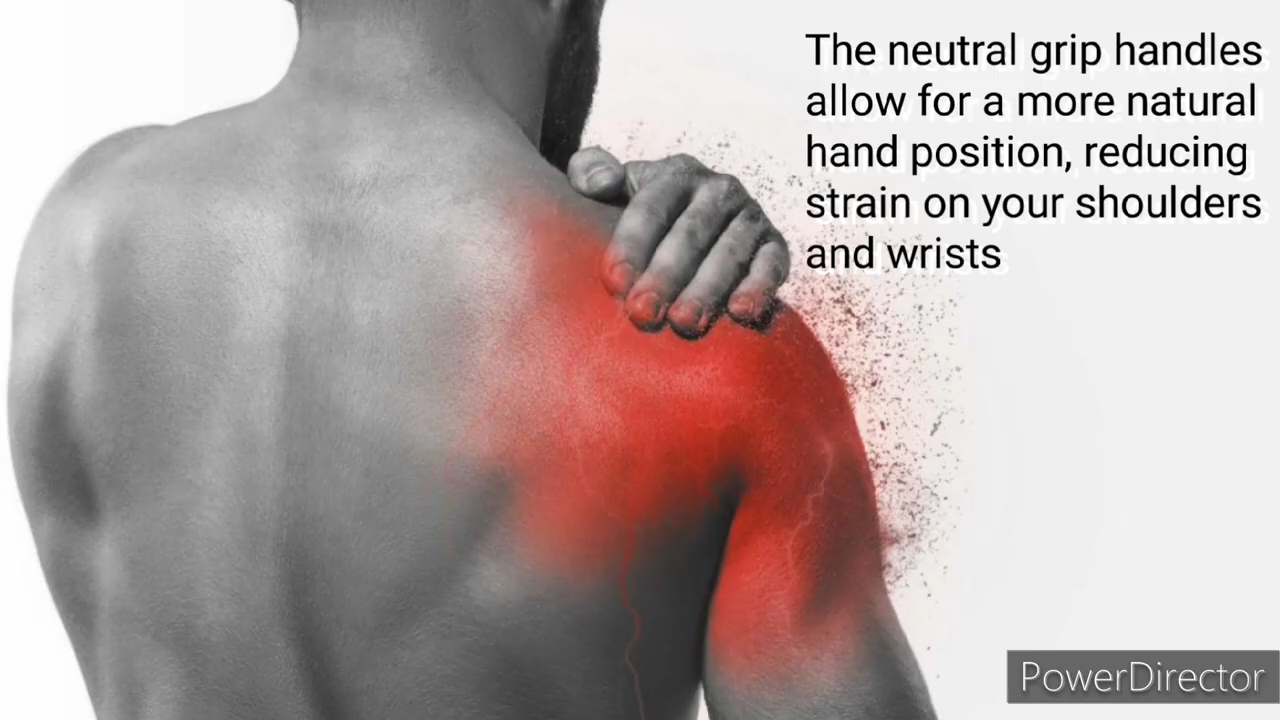 The neutral grip handles
allow for a more natural
hand position, reducing
strain on your shoulders
and wrists
PowerDirector